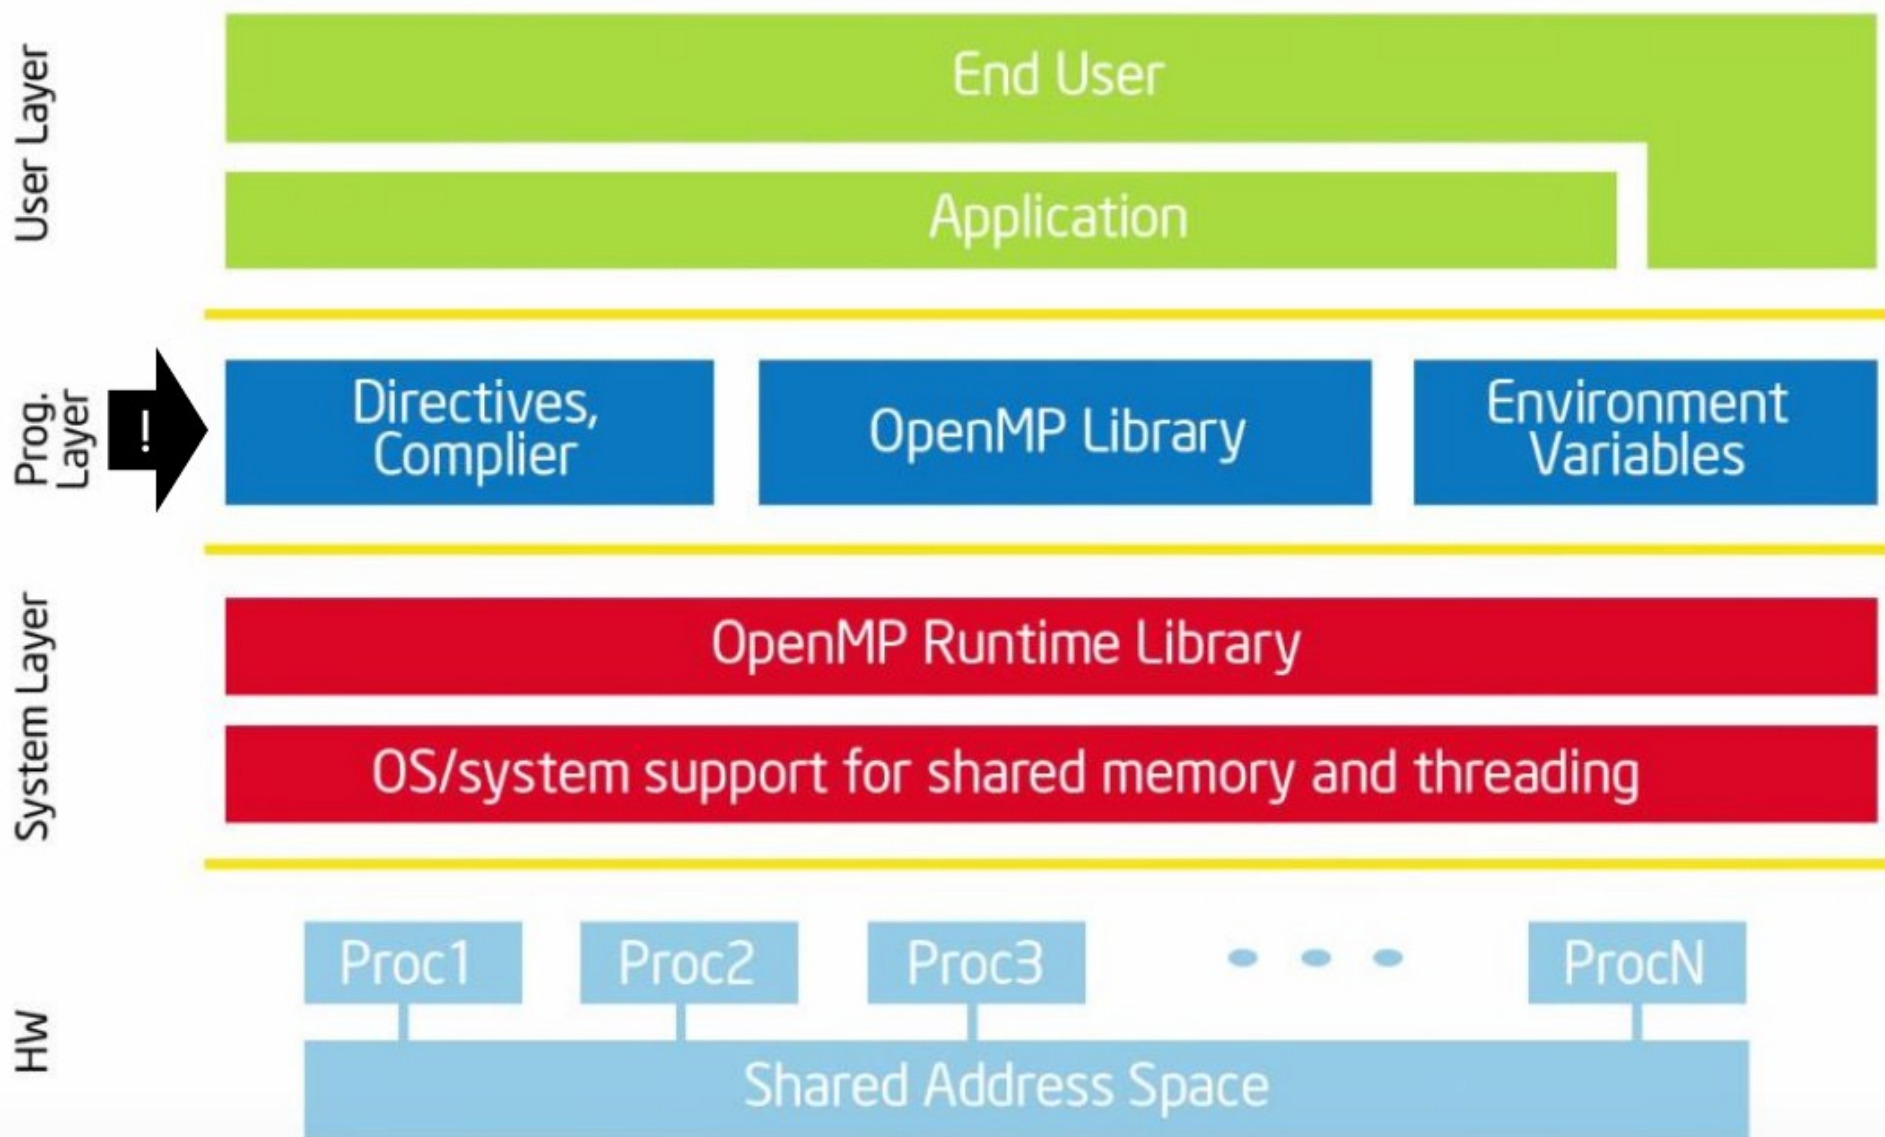 User Layer
End User
Application
Prog.
Layer
!
Directives,
Complier
OpenMP Library
Environment
Variables
System Layer
OpenMP Runtime Library
OS/system support for shared memory and threading
HW
Proc1
Proc2
Proc3
ProcN
Shared Address Space